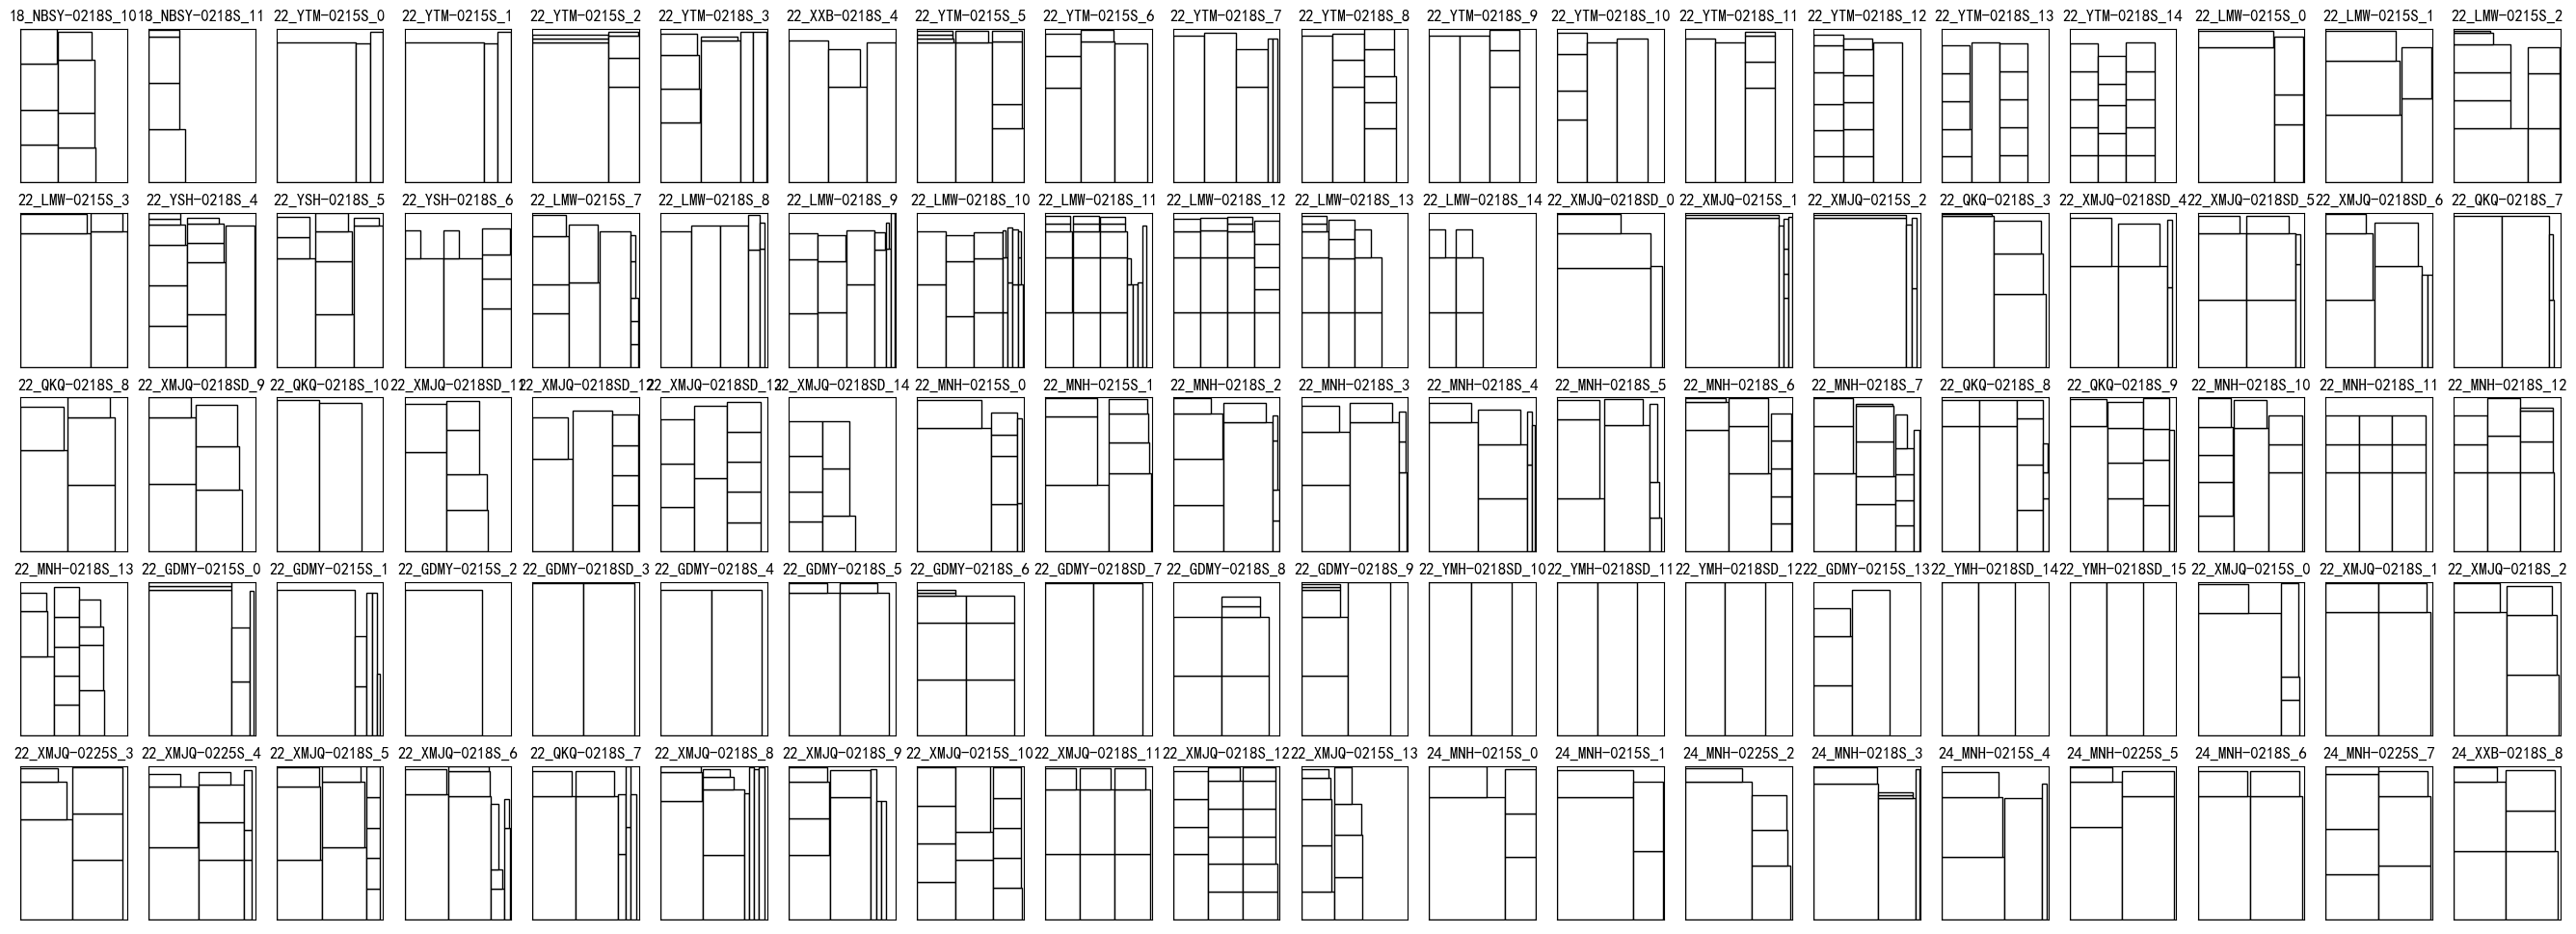 18_NBSY-0218S_10 18_NBSY-0218S_11 22_YTM-0215S_0 22_YTM-0215S_1 22_YTM-0215S_2 22_YTM-0218S_3 22_XXB-0218S_4 22_YTM-0215S_5 22_YTM-0215S_6 22_YTM-0218S_7 22_YTM-0218S_8 22_YTM-0218S_9 22_YTM-0218S_10 22_YTM-0218S_11 22_YTM-0218S_12 22_YTM-0218S_13 22_YTM-0218S_14 22_LMW-0215S_0 22_LMW-0215S_1 22_LMW-0215S_2
22_LMW-0215S_3 22_YSH-0218S_4 22_YSH-0218S_5 22_YSH-0218S_6 22_LMW-0215S_7 22_LMW-0218S_8 22_LMW-0218S_9 22_LMW-0218S_10 22_LMW-0218S_11 22_LMW-0218S_12 22_LMW-0218S_13 22_LMW-0218S_14 22_XMJQ-0218SD_0 22_XMJQ-0215S_1 22_XMJQ-0215S_2 22_QKQ-0218S_3 22_XMJQ-0218SD_4 22_XMJQ-0218SD_5 22_XMJQ-0218SD_6 22_QKQ-0218S_7
22_QKQ-0218S_8 22_XMJQ-0218SD_9 22_QKQ-0218S_10 22_XMJQ-0218SD_11 22_XMJQ-0218SD_12 22_XMJQ-0218SD_13 22_XMJQ-0218SD_14 22_MNH-0215S_0 22_MNH-0215S_1 22_MNH-0218S_2 22_MNH-0218S_3 22_MNH-0218S_4 22_MNH-0218S_5 22_MNH-0218S_6 22_MNH-0218S_7 22_QKQ-0218S_8 22_QKQ-0218S_9 22_MNH-0218S_10 22_MNH-0218S_11 22_MNH-0218S_12
22_MNH-0218S_13 22_GDMY-0215S_0 22_GDMY-0215S_1 22_GDMY-0215S_2 22_GDMY-0218SD_3 22_GDMY-0218S_4 22_GDMY-0218S_5 22_GDMY-0218S_6 22_GDMY-0218SD_7 22_GDMY-0218S_8 22_GDMY-0218S_9 22_YMH-0218SD_10 22_YMH-0218SD_11 22_YMH-0218SD_12 22_GDMY-0215S_13 22_YMH-0218SD_14 22_YMH-0218SD_15 22_XMJQ-0215S_0 22_XMJQ-0218S_1 22_XMJQ-0218S_2
22_XMJQ-0225S_3 22_XMJQ-0225S_4 22_XMJQ-0218S_5 22_XMJQ-0218S_6 22_QKQ-0218S_7 22_XMJQ-0218S_8 22_XMJQ-0218S_9 22_XMJQ-0215S_10 22_XMJQ-0218S_11 22_XMJQ-0218S_12 22_XMJQ-0215S_13 24_MNH-0215S_0 24_MNH-0215S_1 24_MNH-0225S_2 24_MNH-0218S_3 24_MNH-0215S_4 24_MNH-0225S_5 24_MNH-0218S_6 24_MNH-0225S_7 24_XXB-0218S_8